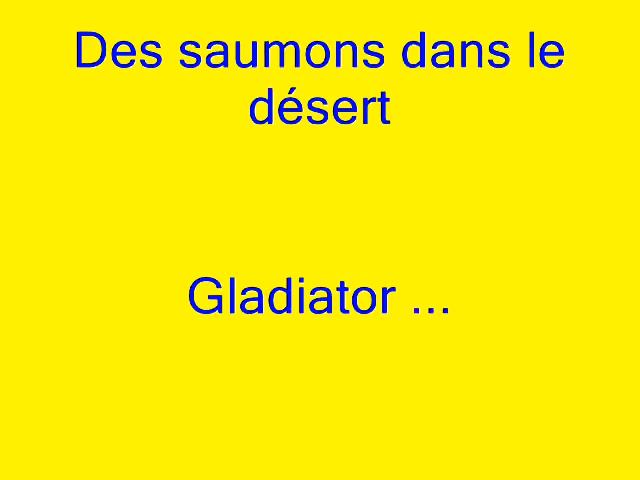 Des saumons dans le
désert
Gladiator ...